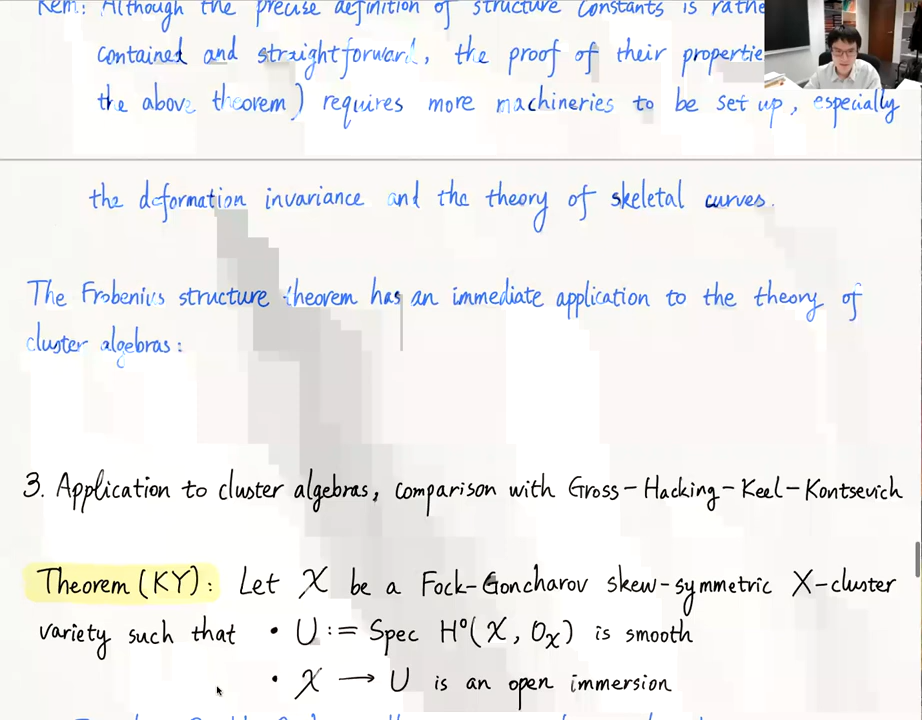 Rem: Although the precise definition of structure constants is rathe
contained and straightforward, the proof of their propertie
the above theorem) requires more machineries to be set up, especially
the deformation invariance and the theory of skeletal curves.
The Frobenius structure theorem has an immediate application to the theory of
cluster algebras:
3. Application to cluster algebras, comparison with Gross-Hacking-Keel-Kontsevich
Theorem (KY): Let X be a Fock-Goncharov skew-symmetric X-cluster
variety such that • U := Spec H⁰(X, O_X) is smooth
• X → U is an open immersion